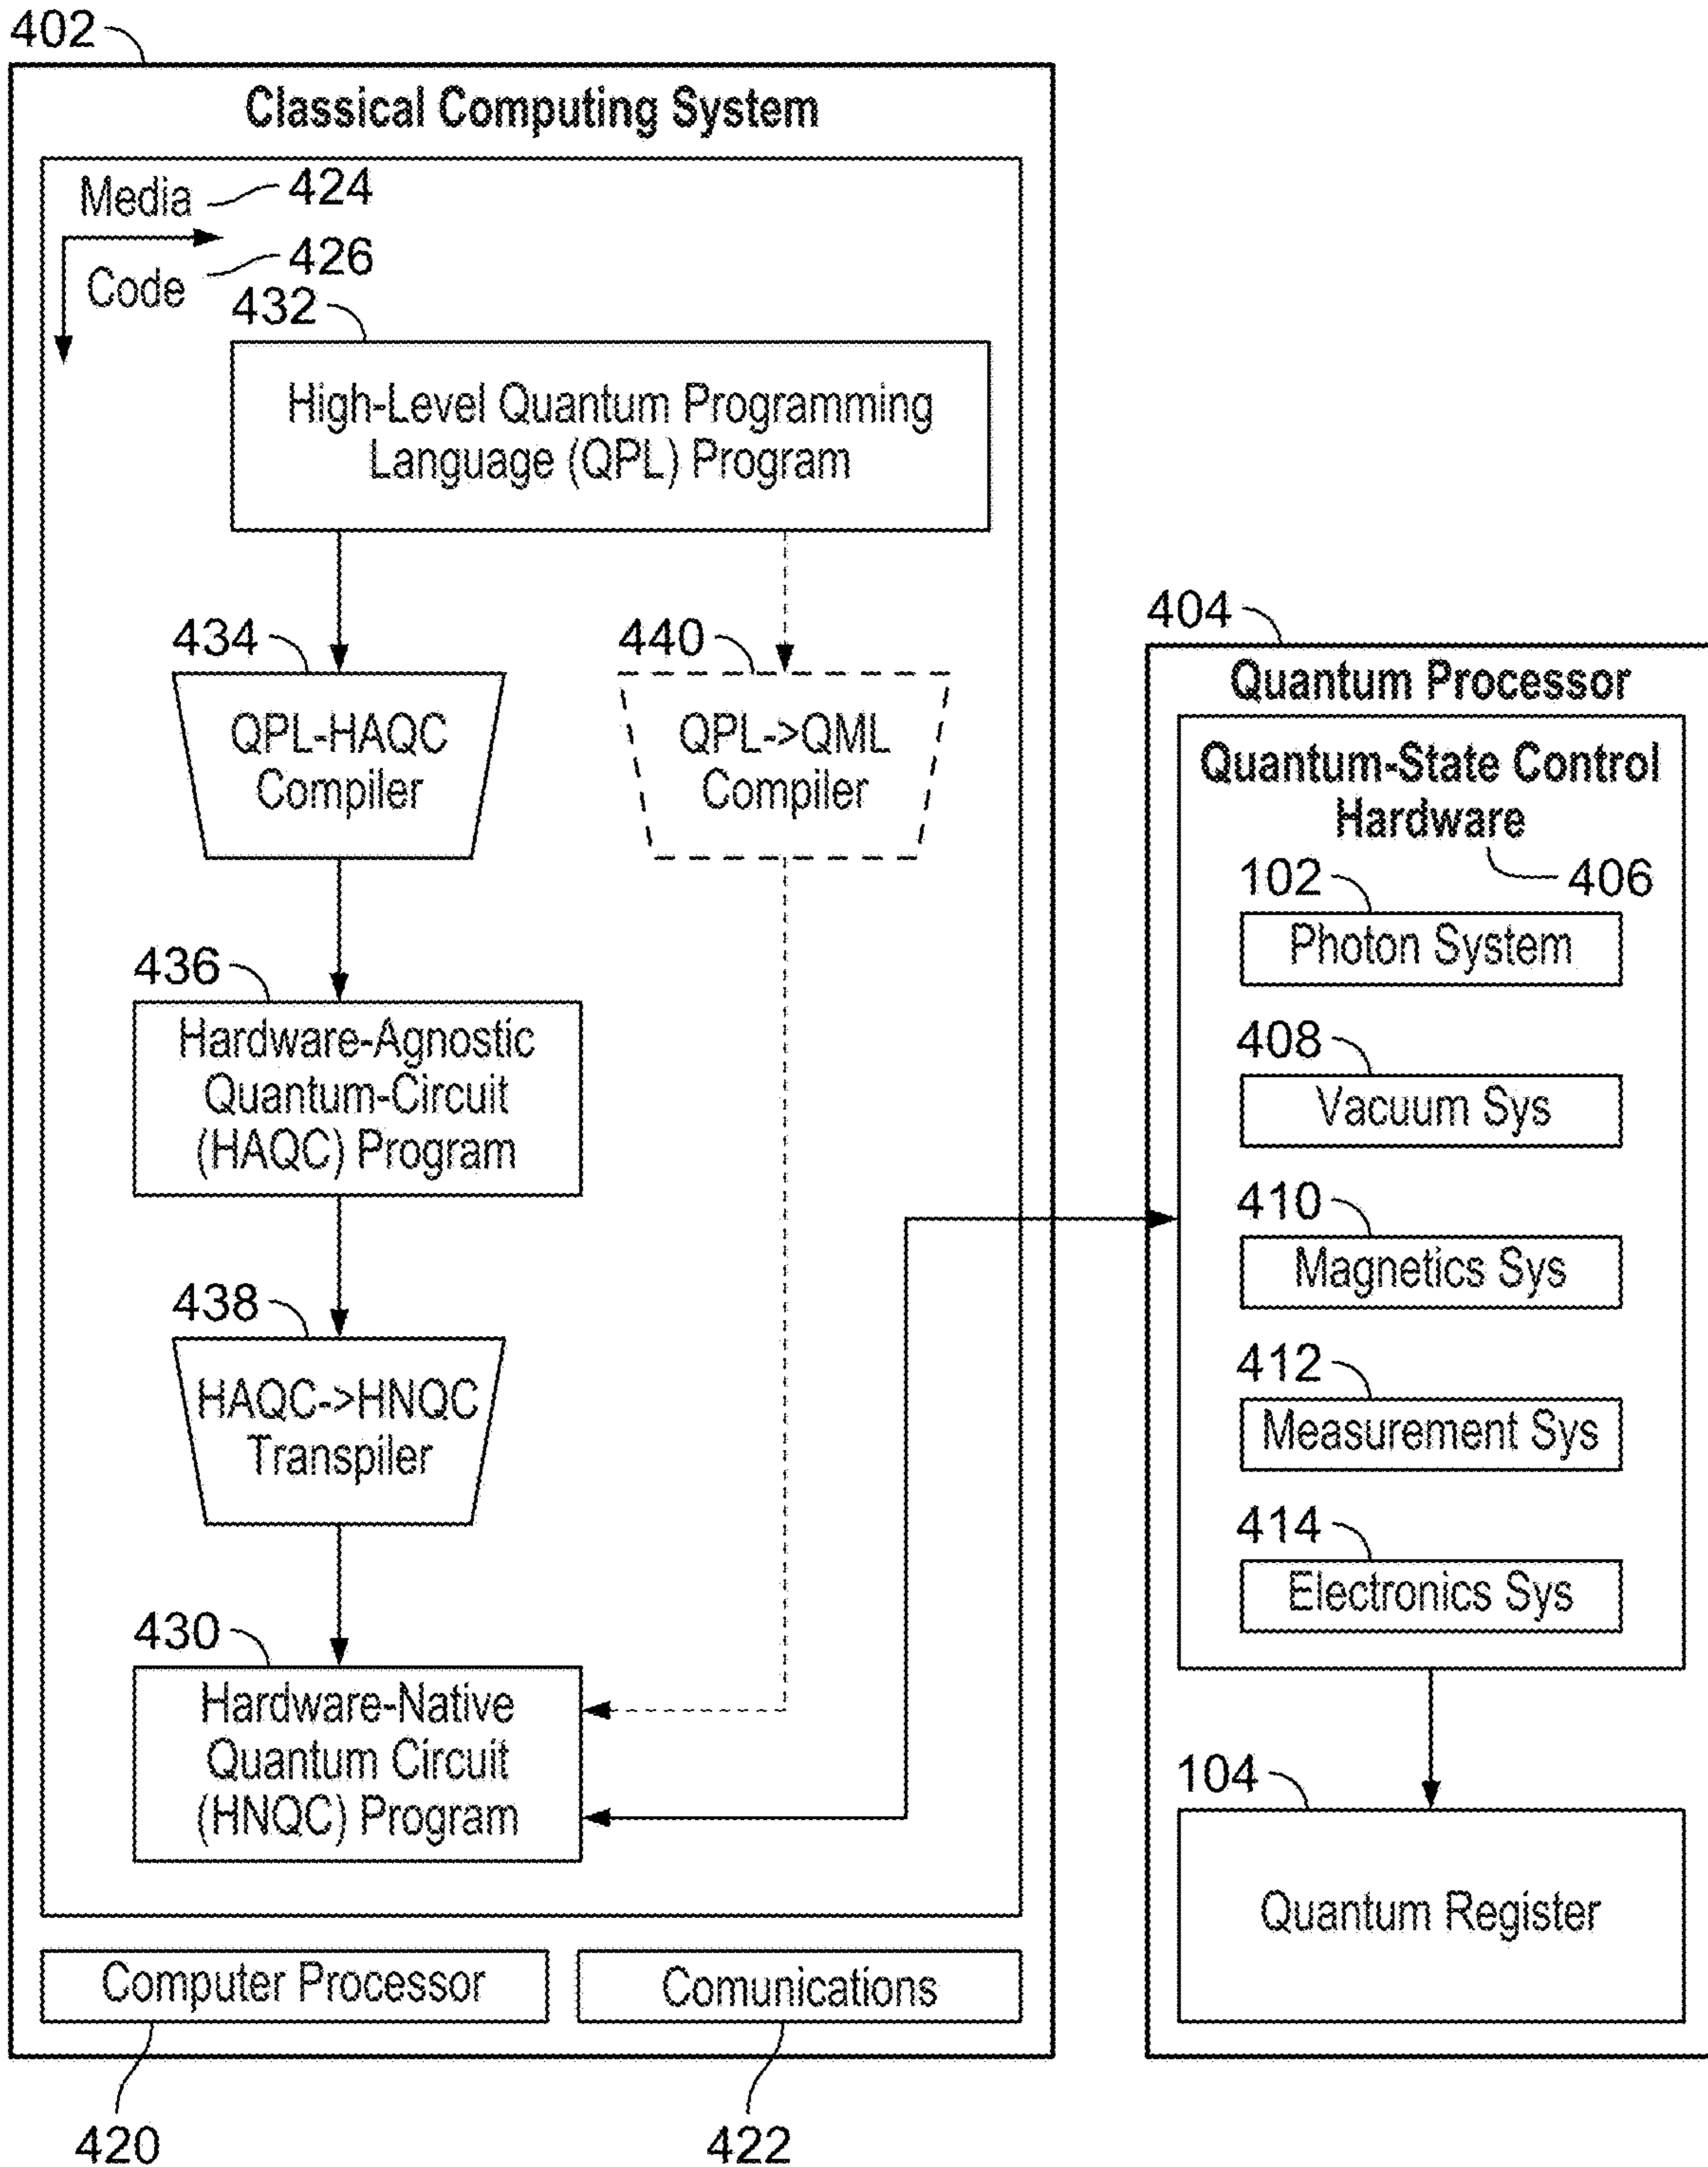 402
Classical Computing System
Media 424
Code 426
432
High-Level Quantum Programming
Language (QPL) Program
434
QPL-HAQC
Compiler
440
QPL->QML
Compiler
436
Hardware-Agnostic
Quantum-Circuit
(HAQC) Program
438
HAQC->HNQC
Transpiler
430
Hardware-Native
Quantum Circuit
(HNQC) Program
Computer Processor
420
Comunications
422
404
Quantum Processor
Quantum-State Control
Hardware
406
102
Photon System
408
Vacuum Sys
410
Magnetics Sys
412
Measurement Sys
414
Electronics Sys
104
Quantum Register